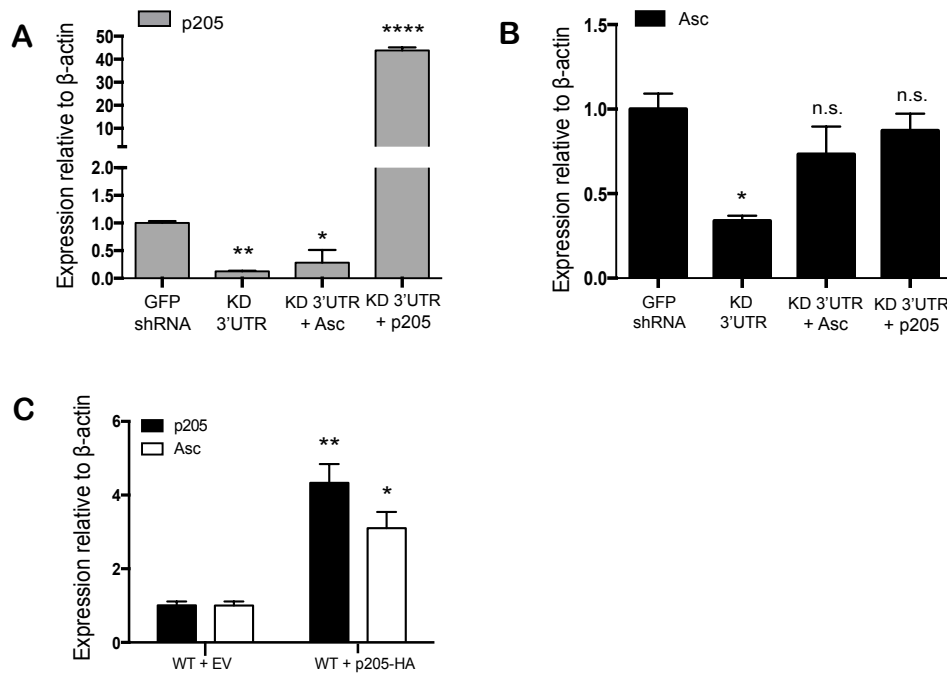 A
p205
Expression relative to β-actin
50
40
30
20
10
2.0
1.5
1.0
0.5
0.0
**
*
****
GFP shRNA
KD 3’UTR
KD 3’UTR + Asc
KD 3’UTR + p205
B
Asc
Expression relative to β-actin
1.5
1.0
0.5
0.0
*
n.s.
n.s.
GFP shRNA
KD 3’UTR
KD 3’UTR + Asc
KD 3’UTR + p205
C
p205
Asc
Expression relative to β-actin
6
4
2
0
**
*
WT + EV
WT + p205-HA